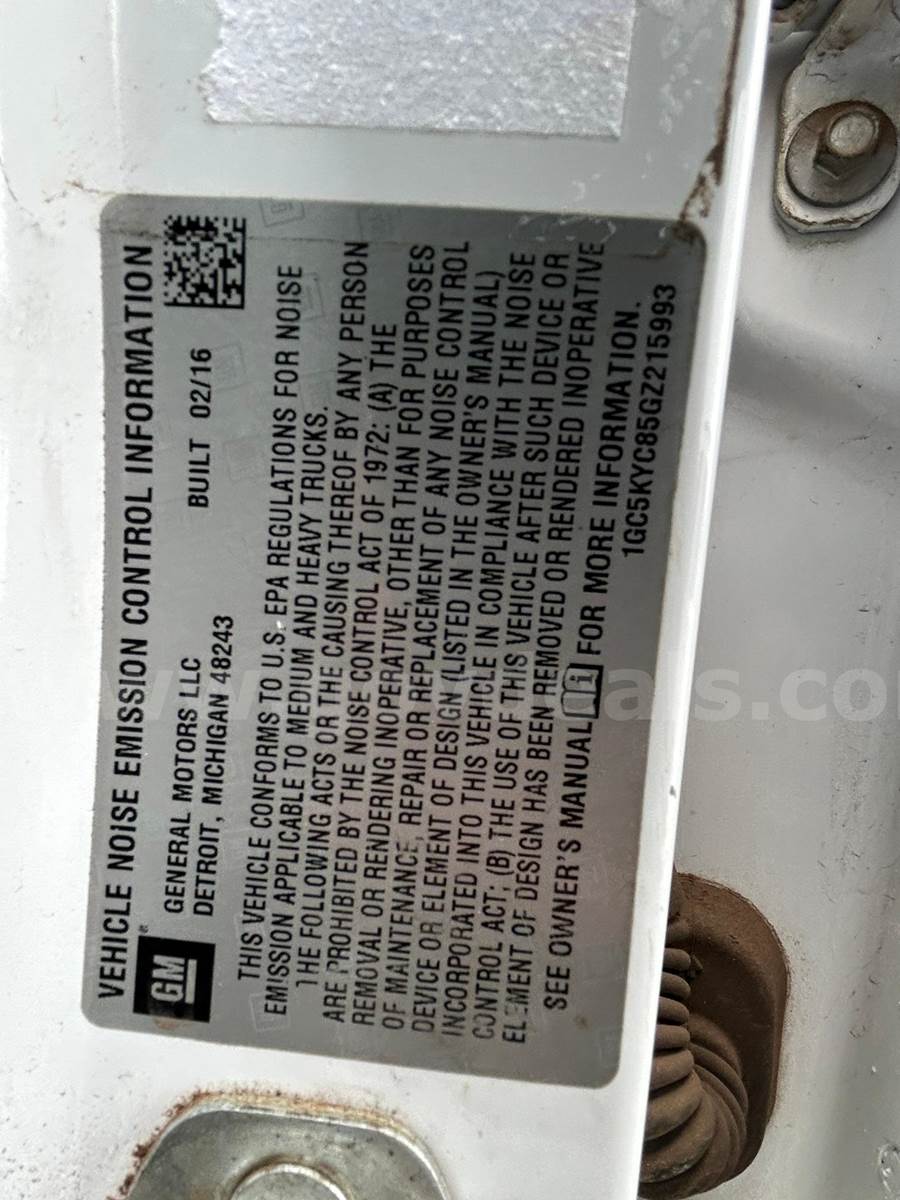 VEHICLE NOISE EMISSION CONTROL INFORMATION
GM
GENERAL MOTORS LLC
DETROIT, MICHIGAN 48243
BUILT 02/16
THIS VEHICLE CONFORMS TO U.S. EPA REGULATIONS FOR NOISE
EMISSION APPLICABLE TO MEDIUM AND HEAVY TRUCKS.
THE FOLLOWING ACTS OR THE CAUSING THEREOF BY ANY PERSON
ARE PROHIBITED BY THE NOISE CONTROL ACT OF 1972: (A) THE
REMOVAL OR RENDERING INOPERATIVE, OTHER THAN FOR PURPOSES
OF MAINTENANCE, REPAIR OR REPLACEMENT OF ANY NOISE CONTROL
DEVICE OR ELEMENT OF DESIGN (LISTED IN THE OWNER'S MANUAL)
INCORPORATED INTO THIS VEHICLE IN COMPLIANCE WITH THE NOISE
CONTROL ACT; (B) THE USE OF THIS VEHICLE AFTER SUCH DEVICE OR
ELEMENT OF DESIGN HAS BEEN REMOVED OR RENDERED INOPERATIVE
SEE OWNER'S MANUAL FOR MORE INFORMATION.
1GC5KYC85GZ215993